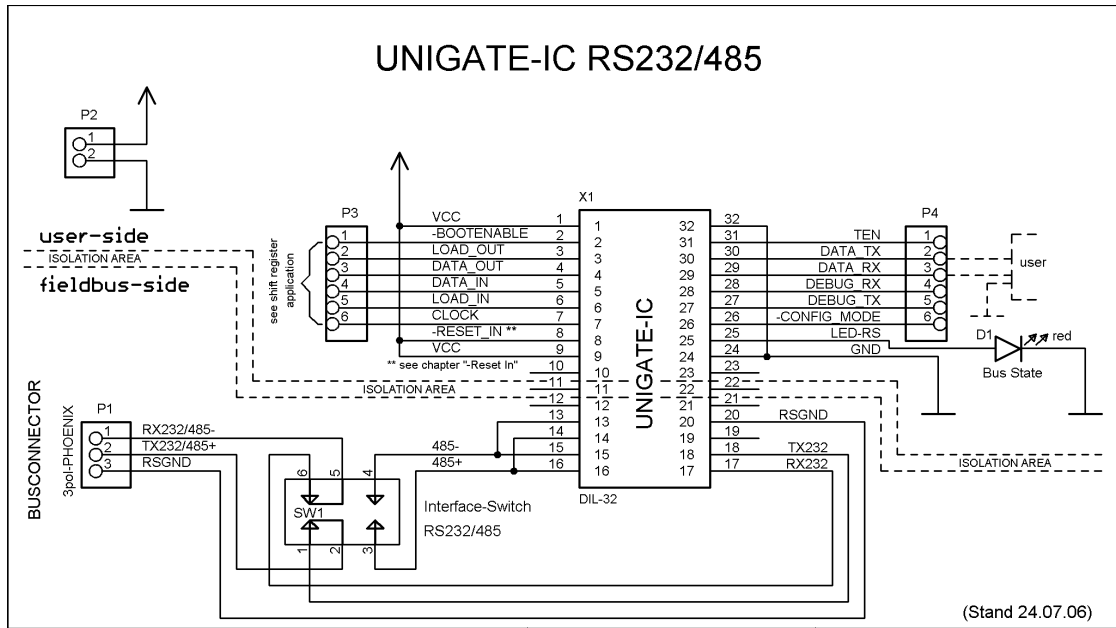 UNIGATE-IC RS232/485
P2
1
2
user-side
ISOLATION AREA
fieldbus-side
P3
see shift register
application
1
2
3
4
5
6
VCC
-BOOTENABLE
LOAD_OUT
DATA_OUT
DATA_IN
LOAD_IN
CLOCK
-RESET_IN **
VCC
** see chapter "-Reset In"
ISOLATION AREA
X1
1
2
3
4
5
6
7
8
9
10
11
12
13
14
15
16
1
2
3
4
5
6
7
8
9
10
11
12
13
14
15
16
UNIGATE-IC
32
31
30
29
28
27
26
25
24
23
22
21
20
19
18
17
32
31
30
29
28
27
26
25
24
23
22
21
20
19
18
17
DIL-32
P4
TEN
DATA_TX
DATA_RX
DEBUG_RX
DEBUG_TX
-CONFIG_MODE
LED-RS
GND
1
2
3
4
5
6
user
D1
red
Bus State
RSGND
TX232
RX232
ISOLATION AREA
BUSCONNECTOR
3pol-PHOENIX
P1
1
2
3
RX232/485-
TX232/485+
RSGND
485-
485+
6
5
4
SW1
1
2
3
Interface-Switch
RS232/485
(Stand 24.07.06)